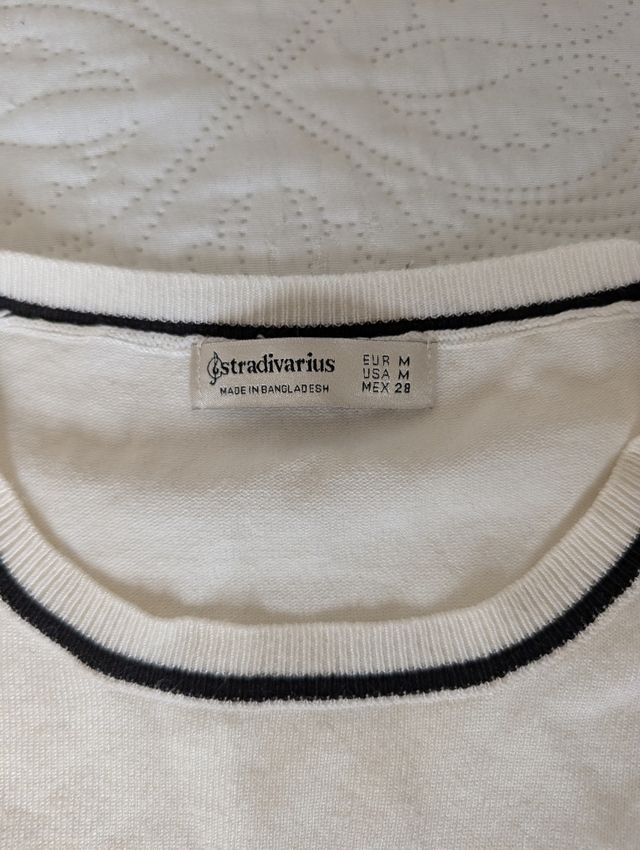 stradivarius
MADE IN BANGLADESH
EUR M
USA M
MEX 28